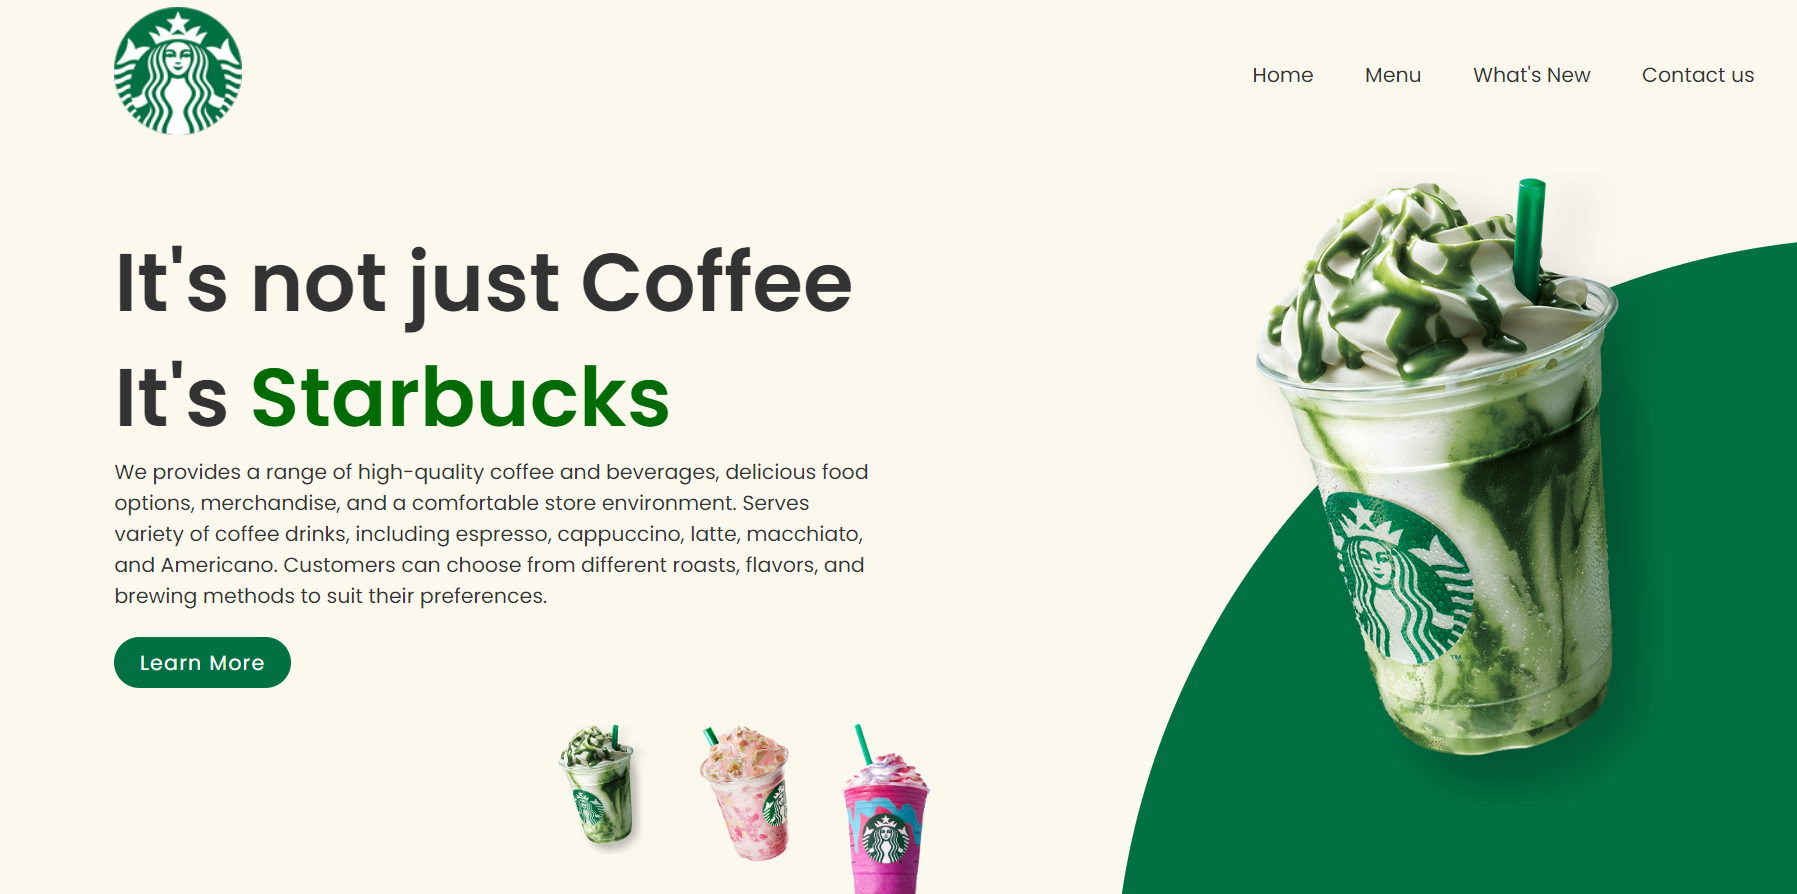 Home Menu What's New Contact us
It's not just Coffee
It's Starbucks
We provides a range of high-quality coffee and beverages, delicious food
options, merchandise, and a comfortable store environment. Serves
variety of coffee drinks, including espresso, cappuccino, latte, macchiato,
and Americano. Customers can choose from different roasts, flavors, and
brewing methods to suit their preferences.
Learn More
TM